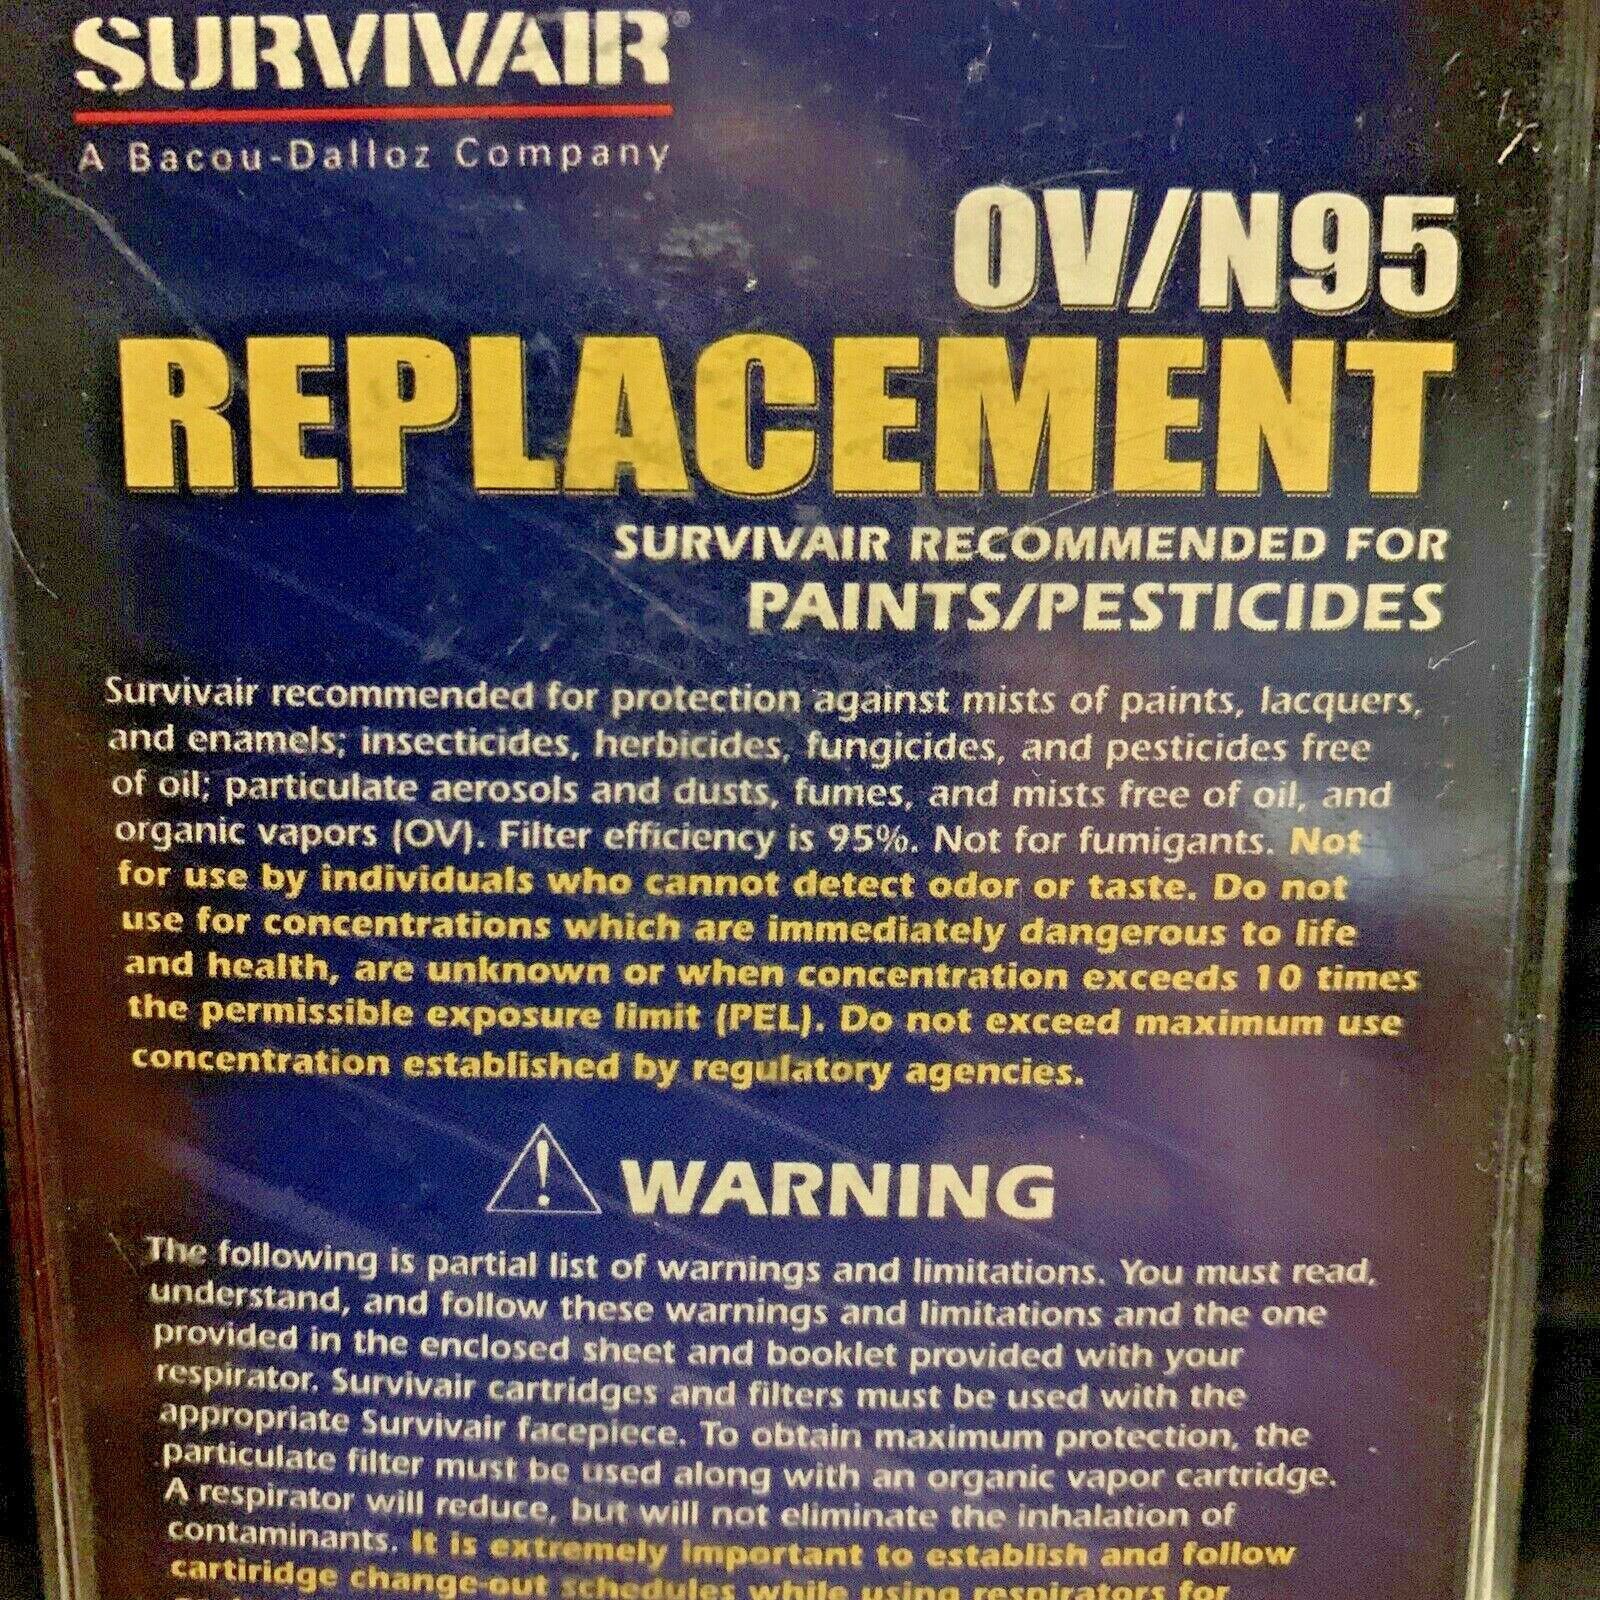 SURVIVAIR®
A Bacou-Dalloz Company
OV/N95
REPLACEMENT
SURVIVAIR RECOMMENDED FOR
PAINTS/PESTICIDES
Survivair recommended for protection against mists of paints, lacquers,
and enamels; insecticides, herbicides, fungicides, and pesticides free
of oil; particulate aerosols and dusts, fumes, and mists free of oil, and
organic vapors (OV). Filter efficiency is 95%. Not for fumigants. Not
for use by individuals who cannot detect odor or taste. Do not
use for concentrations which are immediately dangerous to life
and health, are unknown or when concentration exceeds 10 times
the permissible exposure limit (PEL). Do not exceed maximum use
concentration established by regulatory agencies.
! WARNING
The following is partial list of warnings and limitations. You must read,
understand, and follow these warnings and limitations and the one
provided in the enclosed sheet and booklet provided with your
respirator. Survivair cartridges and filters must be used with the
appropriate Survivair facepiece. To obtain maximum protection, the
particulate filter must be used along with an organic vapor cartridge.
A respirator will reduce, but will not eliminate the inhalation of
contaminants. It is extremely important to establish and follow
cartiridge change-out schedules while using respirators for